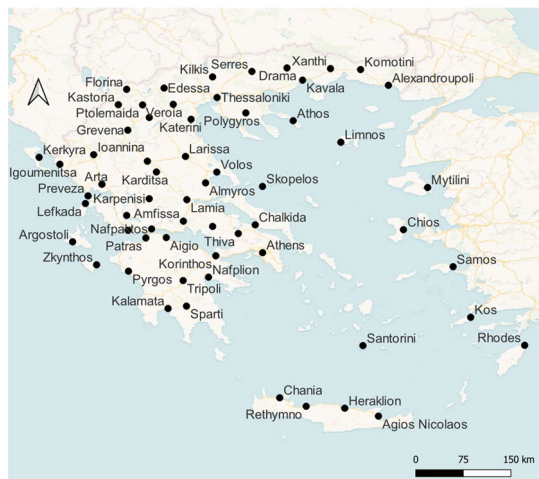 Serres
Xanthi
Komotini
Kilkis
Drama
Florina
Edessa
Kavala
Alexandroupoli
Kastoria
Thessaloniki
Ptolemaida
Veroia
Polygyros
Athos
Grevena
Katerini
Limnos
Kerkyra
Ioannina
Larissa
Igoumenitsa
Volos
Arta
Karditsa
Skopelos
Mytilini
Preveza
Karpenisi
Almyros
Lefkada
Amfissa
Lamia
Chalkida
Chios
Argostoli
Nafpaktos
Patras
Aigio
Thiva
Athens
Zkynthos
Korinthos
Samos
Pyrgos
Nafplion
Tripoli
Kalamata
Sparti
Kos
Santorini
Rhodes
Chania
Heraklion
Rethymno
Agios Nicolaos
0 75 150 km